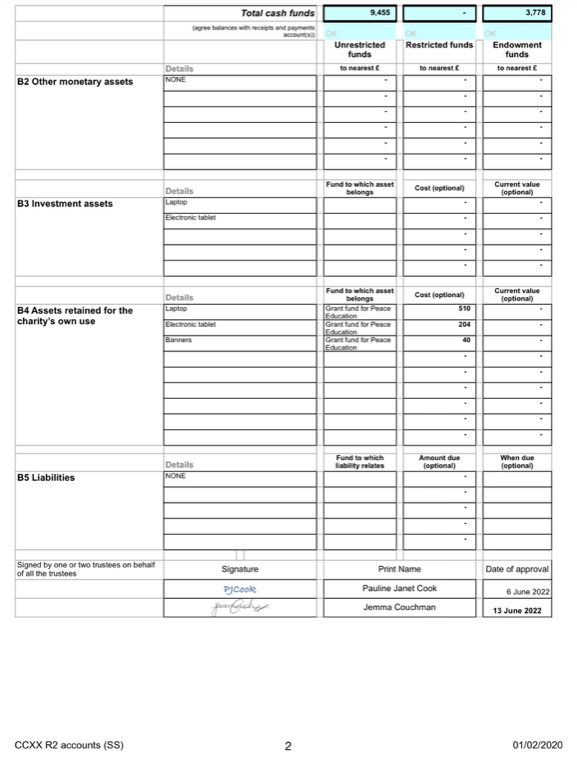 Total cash funds 9,455 - 3,778
(agree balances with receipts and payments account(s)) OK OK OK
Unrestricted funds Restricted funds Endowment funds
Details to nearest £ to nearest £ to nearest £
B2 Other monetary assets NONE - - -
- - -
- - -
- - -
- - -
- - -
Details Fund to which asset belongs Cost (optional) Current value (optional)
B3 Investment assets Laptop - -
Electronic tablet - -
- -
- -
- -
Details Fund to which asset belongs Cost (optional) Current value (optional)
B4 Assets retained for the charity's own use Laptop Grant fund for Peace Education 510 -
Electronic tablet Grant fund for Peace Education 204 -
Banners Grant fund for Peace Education 40 -
- -
- -
- -
- -
- -
- -
Details Fund to which liability relates Amount due (optional) When due (optional)
B5 Liabilities NONE -
-
-
-
-
Signed by one or two trustees on behalf of all the trustees Signature Print Name Date of approval
PJCook Pauline Janet Cook 6 June 2022
Jemma Couchman 13 June 2022
CCXX R2 accounts (SS) 2 01/02/2020